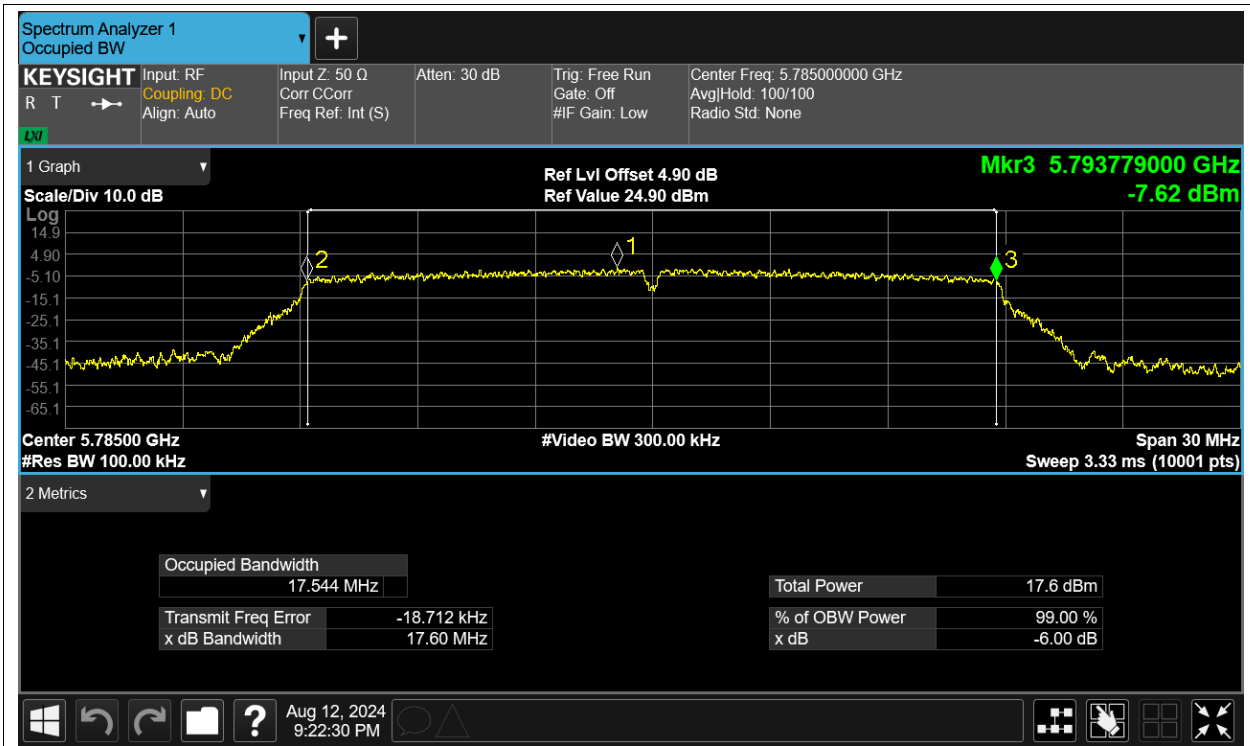 Spectrum Analyzer 1
Occupied BW
KEYSIGHT
R T
LXI
Input: RF
Coupling: DC
Align: Auto
Input Z: 50 Ω
Corr CCorr
Freq Ref: Int (S)
Atten: 30 dB
Trig: Free Run
Gate: Off
#IF Gain: Low
Center Freq: 5.785000000 GHz
Avg|Hold: 100/100
Radio Std: None
1 Graph
Scale/Div 10.0 dB
Ref Lvl Offset 4.90 dB
Ref Value 24.90 dBm
Mkr3 5.793779000 GHz
-7.62 dBm
Log
14.9
4.90
-5.10
-15.1
-25.1
-35.1
-45.1
-55.1
-65.1
2
1
3
Center 5.78500 GHz
#Res BW 100.00 kHz
#Video BW 300.00 kHz
Span 30 MHz
Sweep 3.33 ms (10001 pts)
2 Metrics
Occupied Bandwidth
17.544 MHz
Transmit Freq Error -18.712 kHz
x dB Bandwidth 17.60 MHz
Total Power 17.6 dBm
% of OBW Power 99.00 %
x dB -6.00 dB
?
Aug 12, 2024
9:22:30 PM